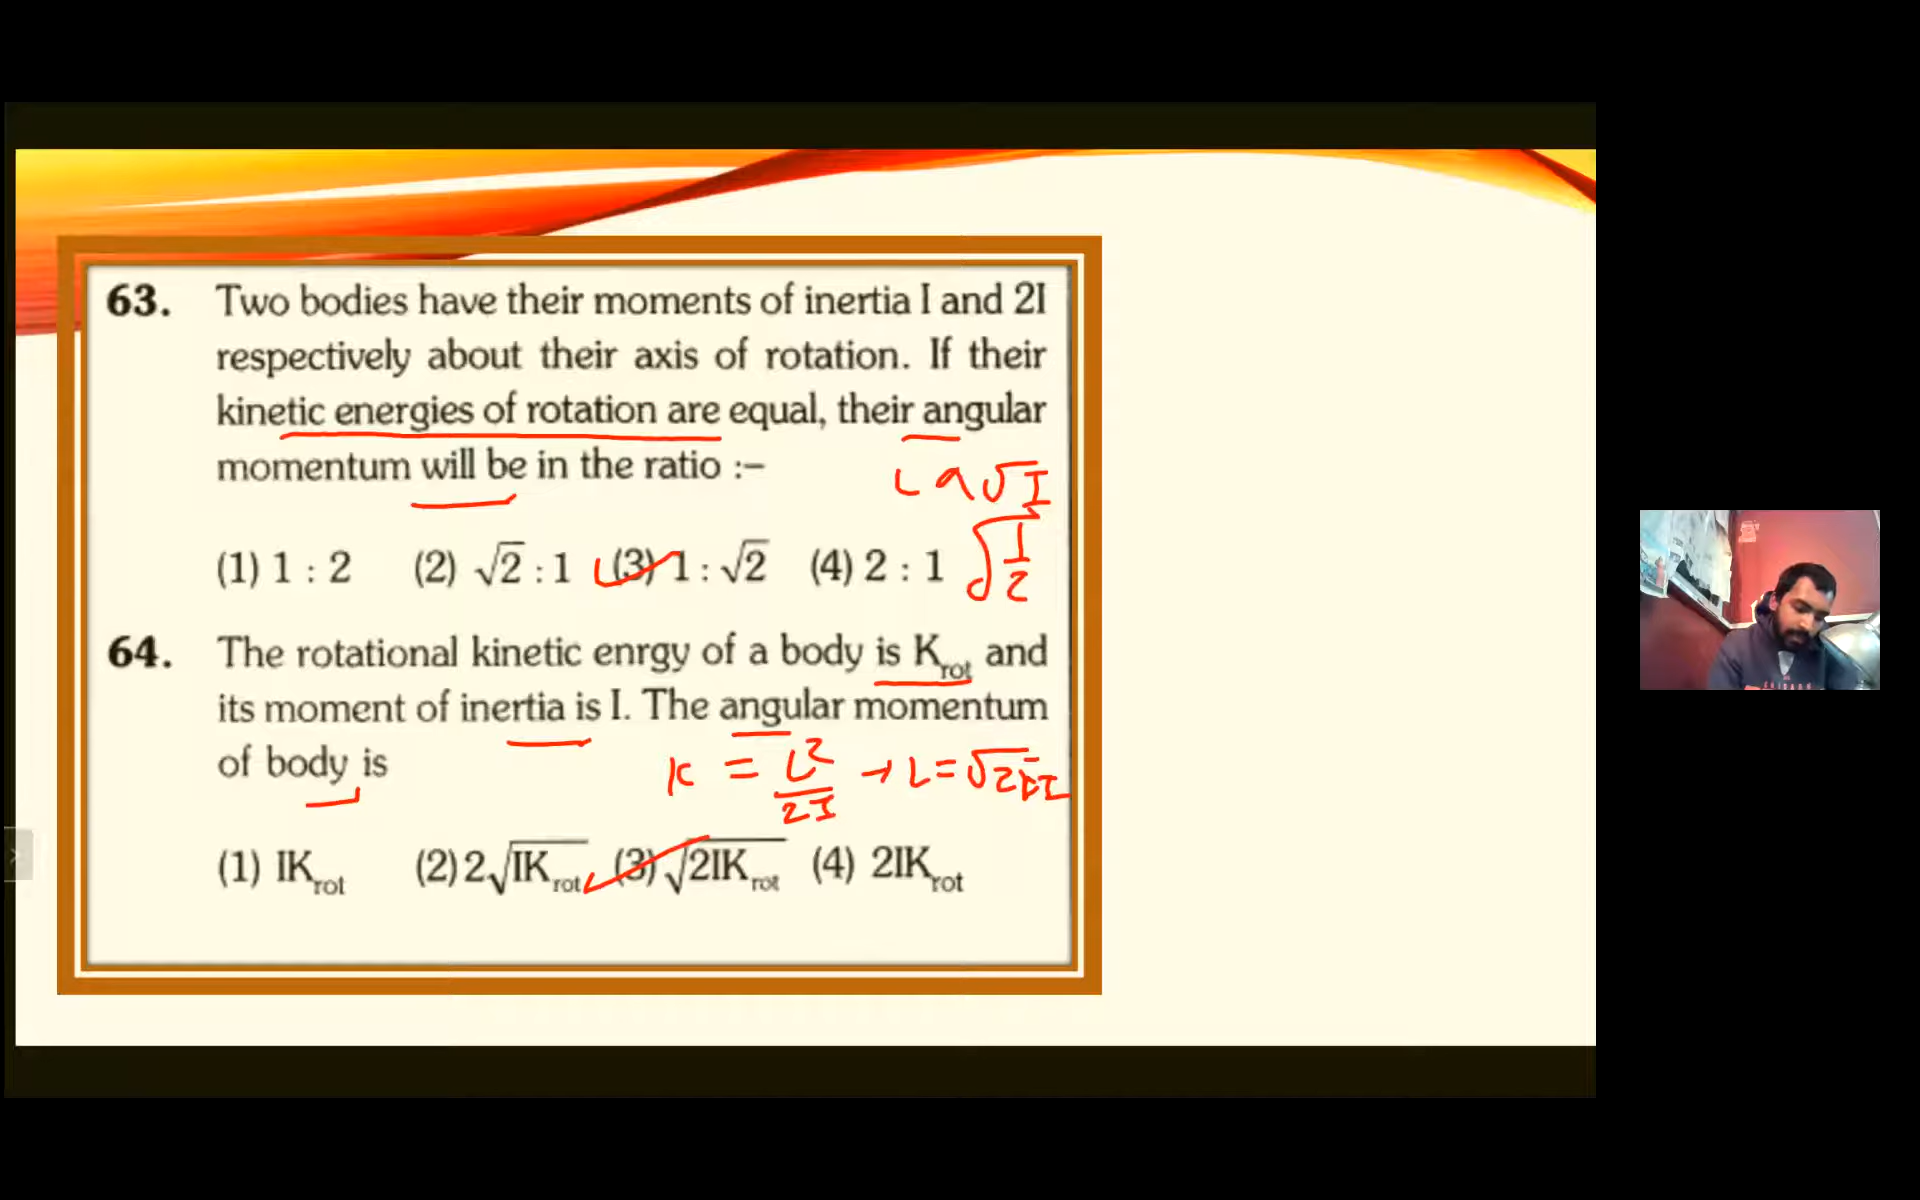 63. Two bodies have their moments of inertia I and 2I
respectively about their axis of rotation. If their
kinetic energies of rotation are equal, their angular
momentum will be in the ratio :–
L α √I
(1) 1 : 2 (2) √2 : 1 (3) 1 : √2 (4) 2 : 1
√1/2
64. The rotational kinetic enrgy of a body is Krot and
its moment of inertia is I. The angular momentum
of body is
K = L²/2I → L = √2KI
(1) IKrot (2) 2√IKrot (3) √2IKrot (4) 2IKrot